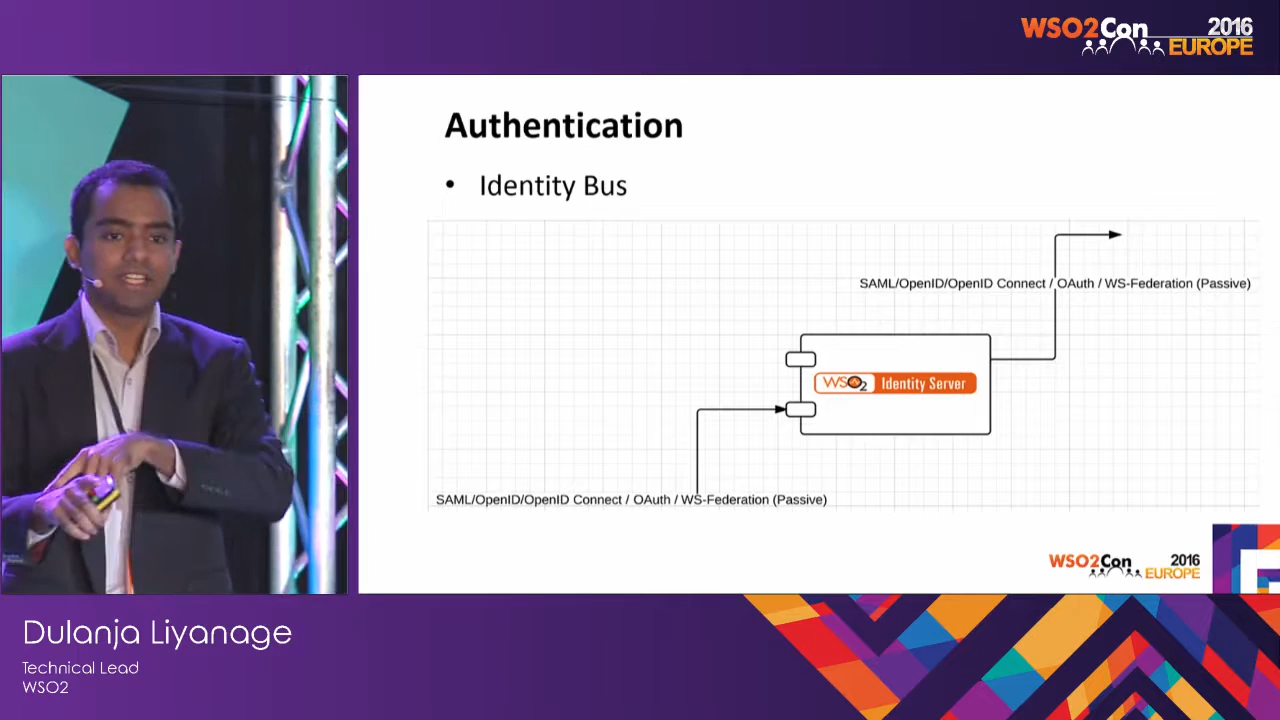 WSO2Con 2016
EUROPE
Authentication
• Identity Bus
SAML/OpenID/OpenID Connect / OAuth / WS-Federation (Passive)
WSO2 Identity Server
SAML/OpenID/OpenID Connect / OAuth / WS-Federation (Passive)
WSO2Con 2016
EUROPE
Dulanja Liyanage
Technical Lead
WSO2